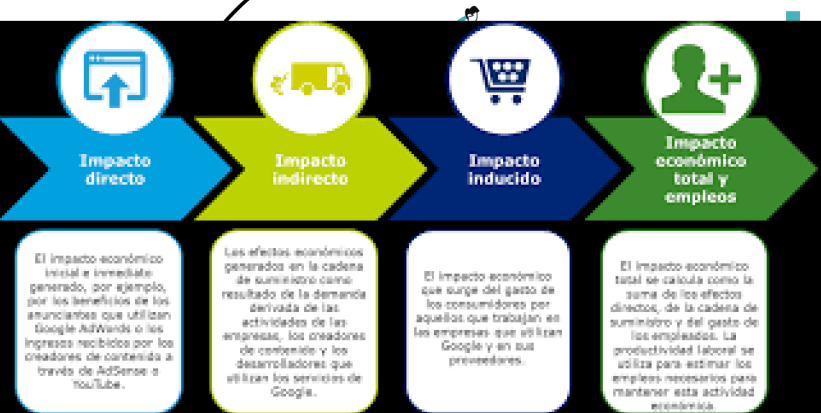 Impacto
directo
Impacto
indirecto
Impacto
inducido
Impacto
económico
total y
empleos
El impacto económico
inicial e inmediato
generado, por ejemplo,
por los beneficios de los
anunciantes que utilizan
Google AdWords o los
ingresos recibidos por los
creadores de contenido a
través de AdSense o
YouTube.
Los efectos económicos
generados en la cadena
de suministro como
resultado de la demanda
derivada de las
actividades de las
empresas, los creadores
de contenido y los
desarrolladores que
utilizan los servicios de
Google.
El impacto económico
que surge del gasto de
los consumidores por
aquellos que trabajan en
las empresas que utilizan
Google y en sus
proveedores.
El impacto económico
total se calcula como la
suma de los efectos
directos, de la cadena de
suministro y del gasto de
los empleados. La
productividad laboral se
utiliza para estimar los
empleos necesarios para
mantener esta actividad
económica.